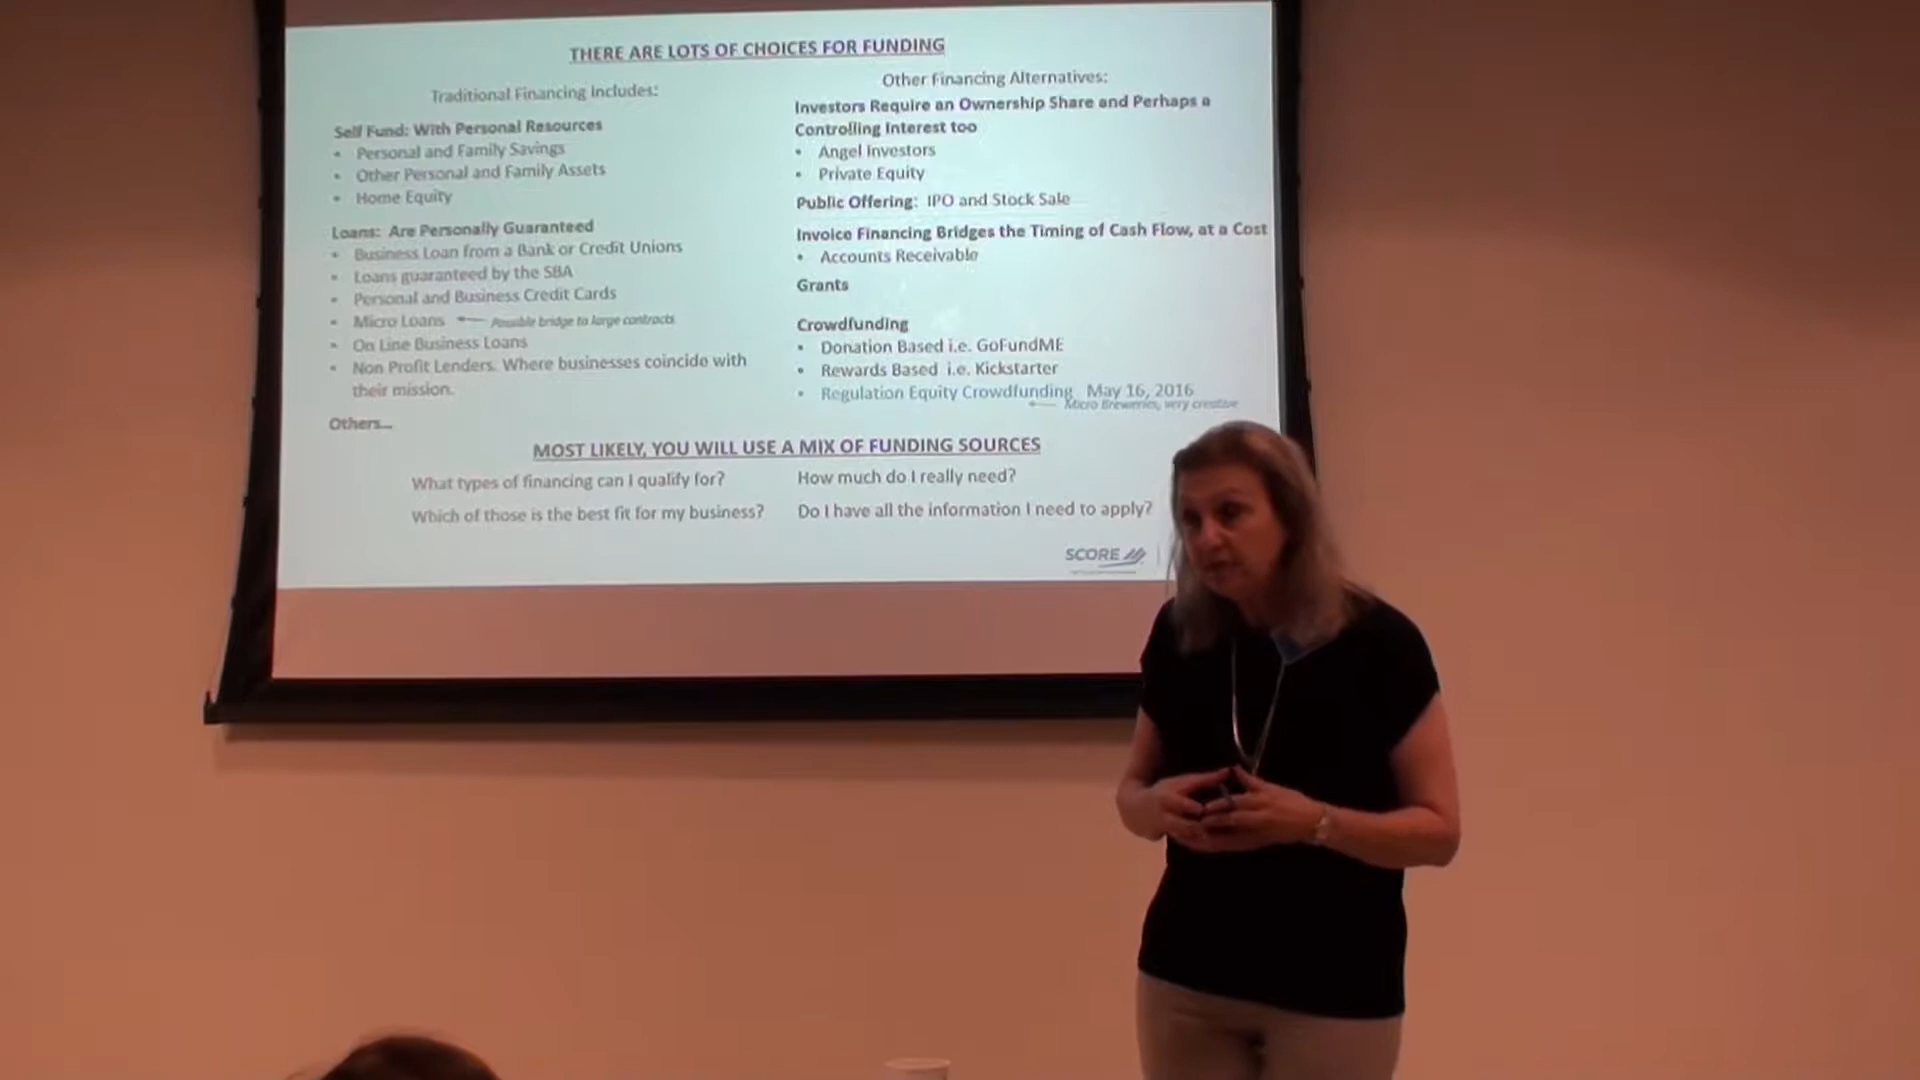 THERE ARE LOTS OF CHOICES FOR FUNDING
Traditional Financing Includes:
Self Fund: With Personal Resources
• Personal and Family Savings
• Other Personal and Family Assets
• Home Equity
Loans: Are Personally Guaranteed
• Business Loan from a Bank or Credit Unions
• Loans guaranteed by the SBA
• Personal and Business Credit Cards
• Micro Loans ← Possible bridge to large contracts
• On Line Business Loans
• Non Profit Lenders. Where businesses coincide with
their mission.
Others...
Other Financing Alternatives:
Investors Require an Ownership Share and Perhaps a
Controlling Interest too
• Angel Investors
• Private Equity
Public Offering: IPO and Stock Sale
Invoice Financing Bridges the Timing of Cash Flow, at a Cost
• Accounts Receivable
Grants
Crowdfunding
• Donation Based i.e. GoFundME
• Rewards Based i.e. Kickstarter
• Regulation Equity Crowdfunding May 16, 2016
← Micro Breweries, very creative
MOST LIKELY, YOU WILL USE A MIX OF FUNDING SOURCES
What types of financing can I qualify for?
How much do I really need?
Which of those is the best fit for my business?
Do I have all the information I need to apply?
SCORE